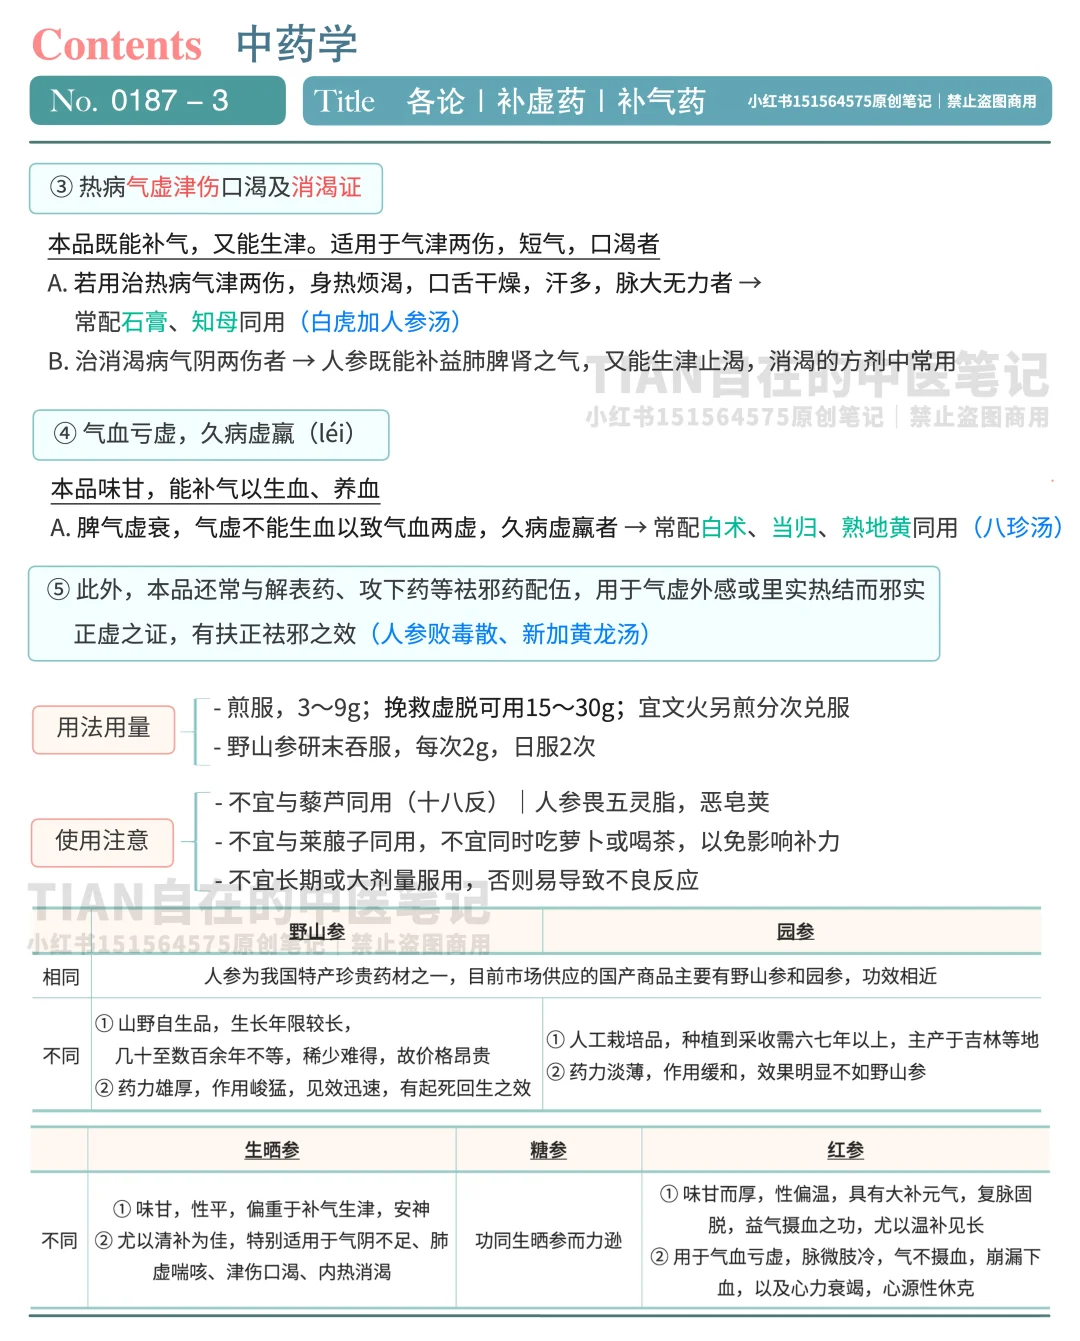 Contents 中药学
No. 0187 – 3
Title 各论 | 补虚药 | 补气药 小红书151564575原创笔记｜禁止盗图商用
③ 热病气虚津伤口渴及消渴证
本品既能补气，又能生津。适用于气津两伤，短气，口渴者
A. 若用治热病气津两伤，身热烦渴，口舌干燥，汗多，脉大无力者 →
常配石膏、知母同用（白虎加人参汤）
B. 治消渴病气阴两伤者 → 人参既能补益肺脾肾之气，又能生津止渴，消渴的方剂中常用
TIAN自在的中医笔记
小红书151564575原创笔记｜禁止盗图商用
④ 气血亏虚，久病虚羸（léi）
本品味甘，能补气以生血、养血
A. 脾气虚衰，气虚不能生血以致气血两虚，久病虚羸者 → 常配白术、当归、熟地黄同用（八珍汤）
⑤ 此外，本品还常与解表药、攻下药等祛邪药配伍，用于气虚外感或里实热结而邪实
正虚之证，有扶正祛邪之效（人参败毒散、新加黄龙汤）
用法用量
- 煎服，3～9g；挽救虚脱可用15～30g；宜文火另煎分次兑服
- 野山参研末吞服，每次2g，日服2次
使用注意
- 不宜与藜芦同用（十八反）｜人参畏五灵脂，恶皂荚
- 不宜与莱菔子同用，不宜同时吃萝卜或喝茶，以免影响补力
- 不宜长期或大剂量服用，否则易导致不良反应
TIAN自在的中医笔记
小红书151564575原创笔记｜禁止盗图商用
野山参 园参
相同 人参为我国特产珍贵药材之一，目前市场供应的国产商品主要有野山参和园参，功效相近
不同
① 山野自生品，生长年限较长，
几十至数百余年不等，稀少难得，故价格昂贵
② 药力雄厚，作用峻猛，见效迅速，有起死回生之效
① 人工栽培品，种植到采收需六七年以上，主产于吉林等地
② 药力淡薄，作用缓和，效果明显不如野山参
生晒参 糖参 红参
不同
① 味甘，性平，偏重于补气生津，安神
② 尤以清补为佳，特别适用于气阴不足、肺
虚喘咳、津伤口渴、内热消渴
功同生晒参而力逊
① 味甘而厚，性偏温，具有大补元气，复脉固
脱，益气摄血之功，尤以温补见长
② 用于气血亏虚，脉微肢冷，气不摄血，崩漏下
血，以及心力衰竭，心源性休克